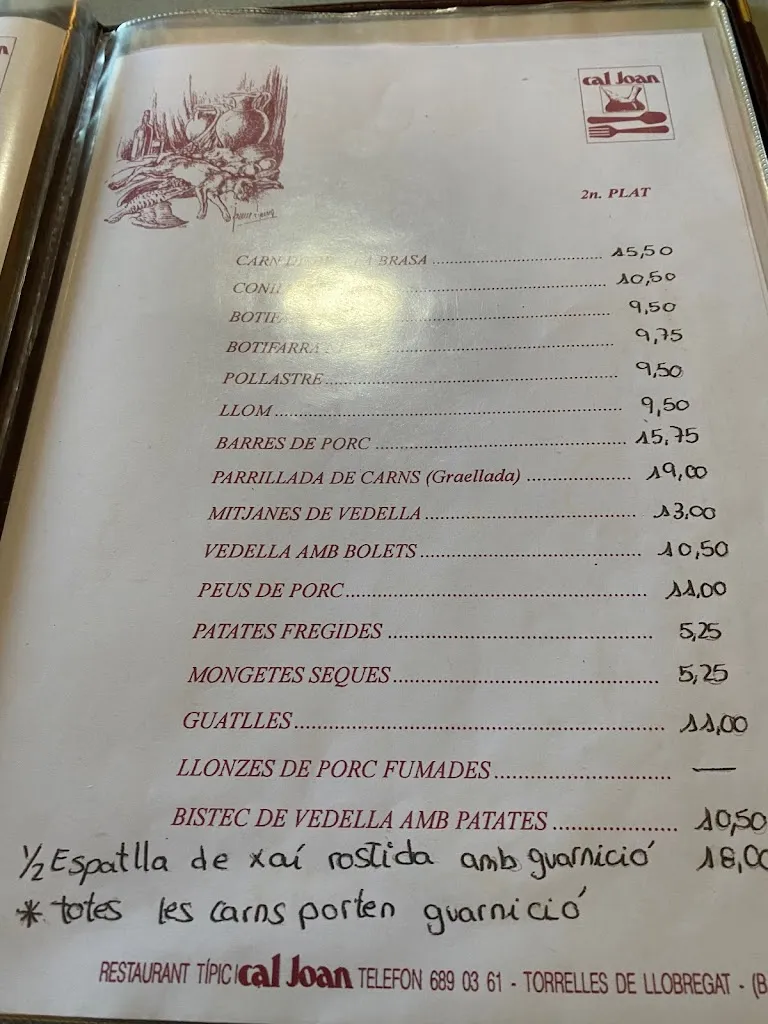 cal Joan
2n. PLAT
CARN BRASA 15,50
10,50
9,50
BOTIFARRA 9,75
POLLASTRE 9,50
LLOM 9,50
BARRES DE PORC 15,75
PARRILLADA DE CARNS (Graellada) 19,00
MITJANES DE VEDELLA 13,00
VEDELLA AMB BOLETS 10,50
PEUS DE PORC 11,00
PATATES FREGIDES 5,25
MONGETES SEQUES 5,25
GUATLLES 11,00
LLONZES DE PORC FUMADES —
BISTEC DE VEDELLA AMB PATATES 10,50
1/2 Espatlla de xaí rostida amb guarnició 18,00
* totes les carns porten guarnició
RESTAURANT TÍPIC cal Joan TELEFON 689 03 61 - TORRELLES DE LLOBREGAT - (B